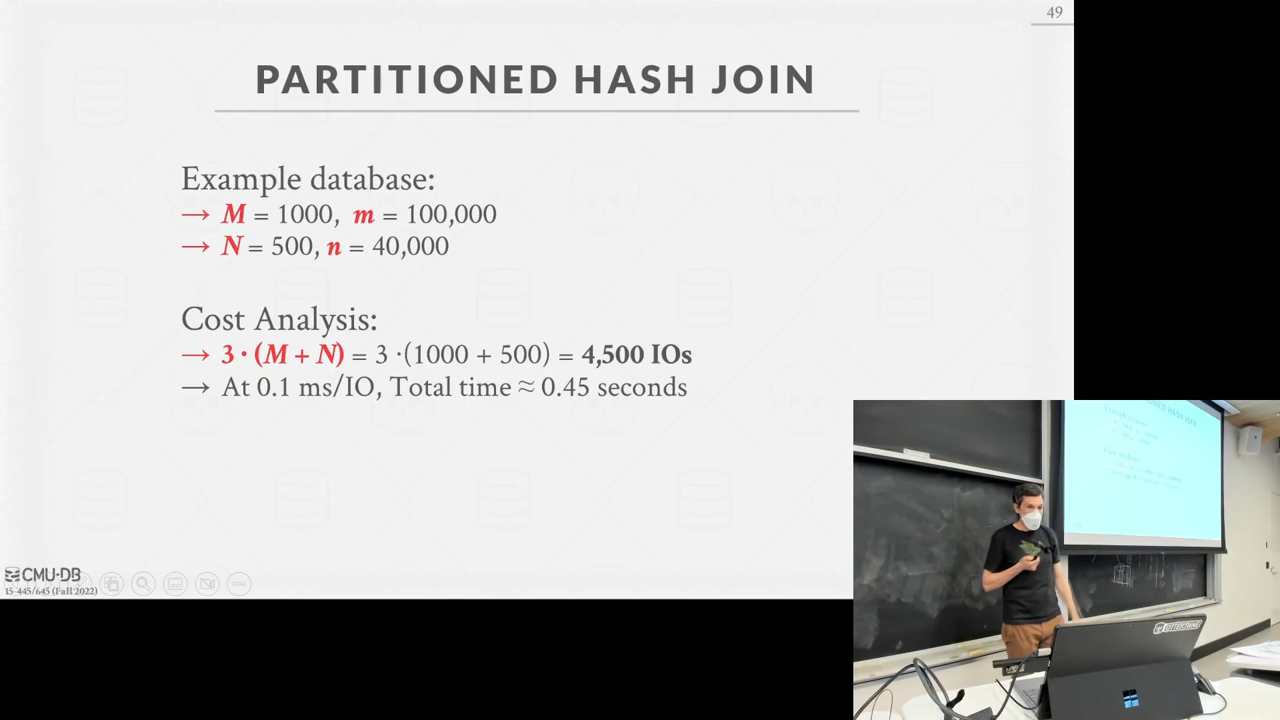 49
PARTITIONED HASH JOIN
Example database:
→ M = 1000, m = 100,000
→ N = 500, n = 40,000
Cost Analysis:
→ 3 · (M + N) = 3 ·(1000 + 500) = 4,500 IOs
→ At 0.1 ms/IO, Total time ≈ 0.45 seconds
CMU·DB
15-445/645 (Fall 2022)